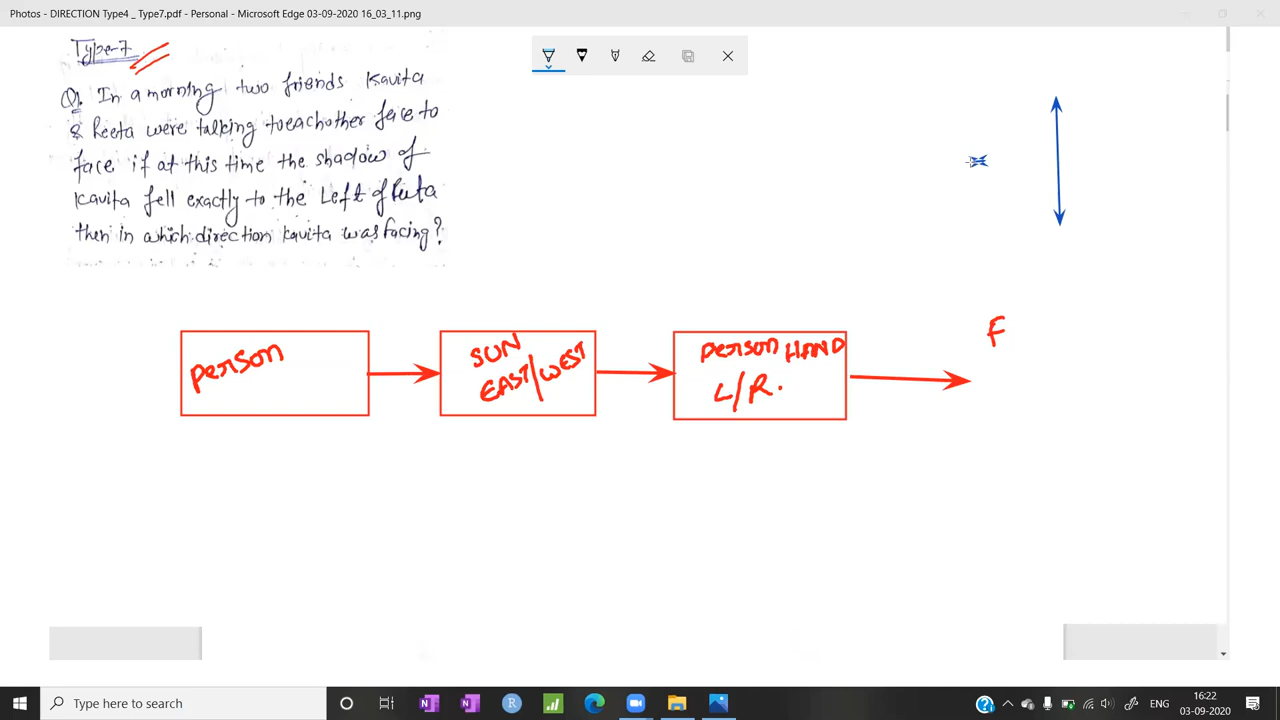 Photos - DIRECTION Type4 _ Type7.pdf - Personal - Microsoft Edge 03-09-2020 16_03_11.png
Type-7
Q1. In a morning two friends Kavita
& Reeta were talking to eachother face to
face if at this time the shadow of
Kavita fell exactly to the Left of Reeta
then in which direction Kavita was facing?
F
person
SUN
EAST/WEST
person HAND
L/R.
Type here to search
ENG
16:22
03-09-2020